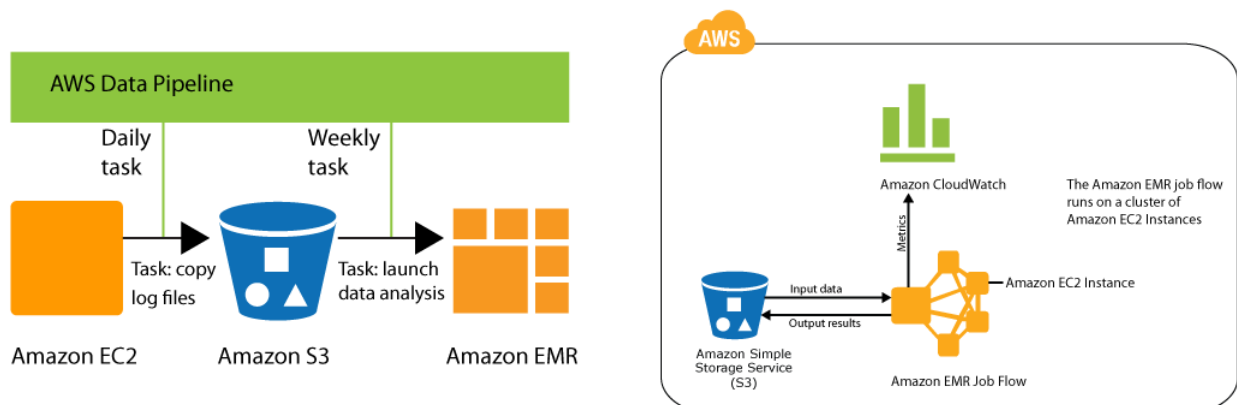 AWS Data Pipeline
Daily
task
Weekly
task
Task: copy
log files
Task: launch
data analysis
Amazon EC2
Amazon S3
Amazon EMR
AWS
Amazon CloudWatch
The Amazon EMR job flow
runs on a cluster of
Amazon EC2 Instances
Metrics
Input data
Output results
Amazon EC2 Instance
Amazon Simple
Storage Service
(S3)
Amazon EMR Job Flow